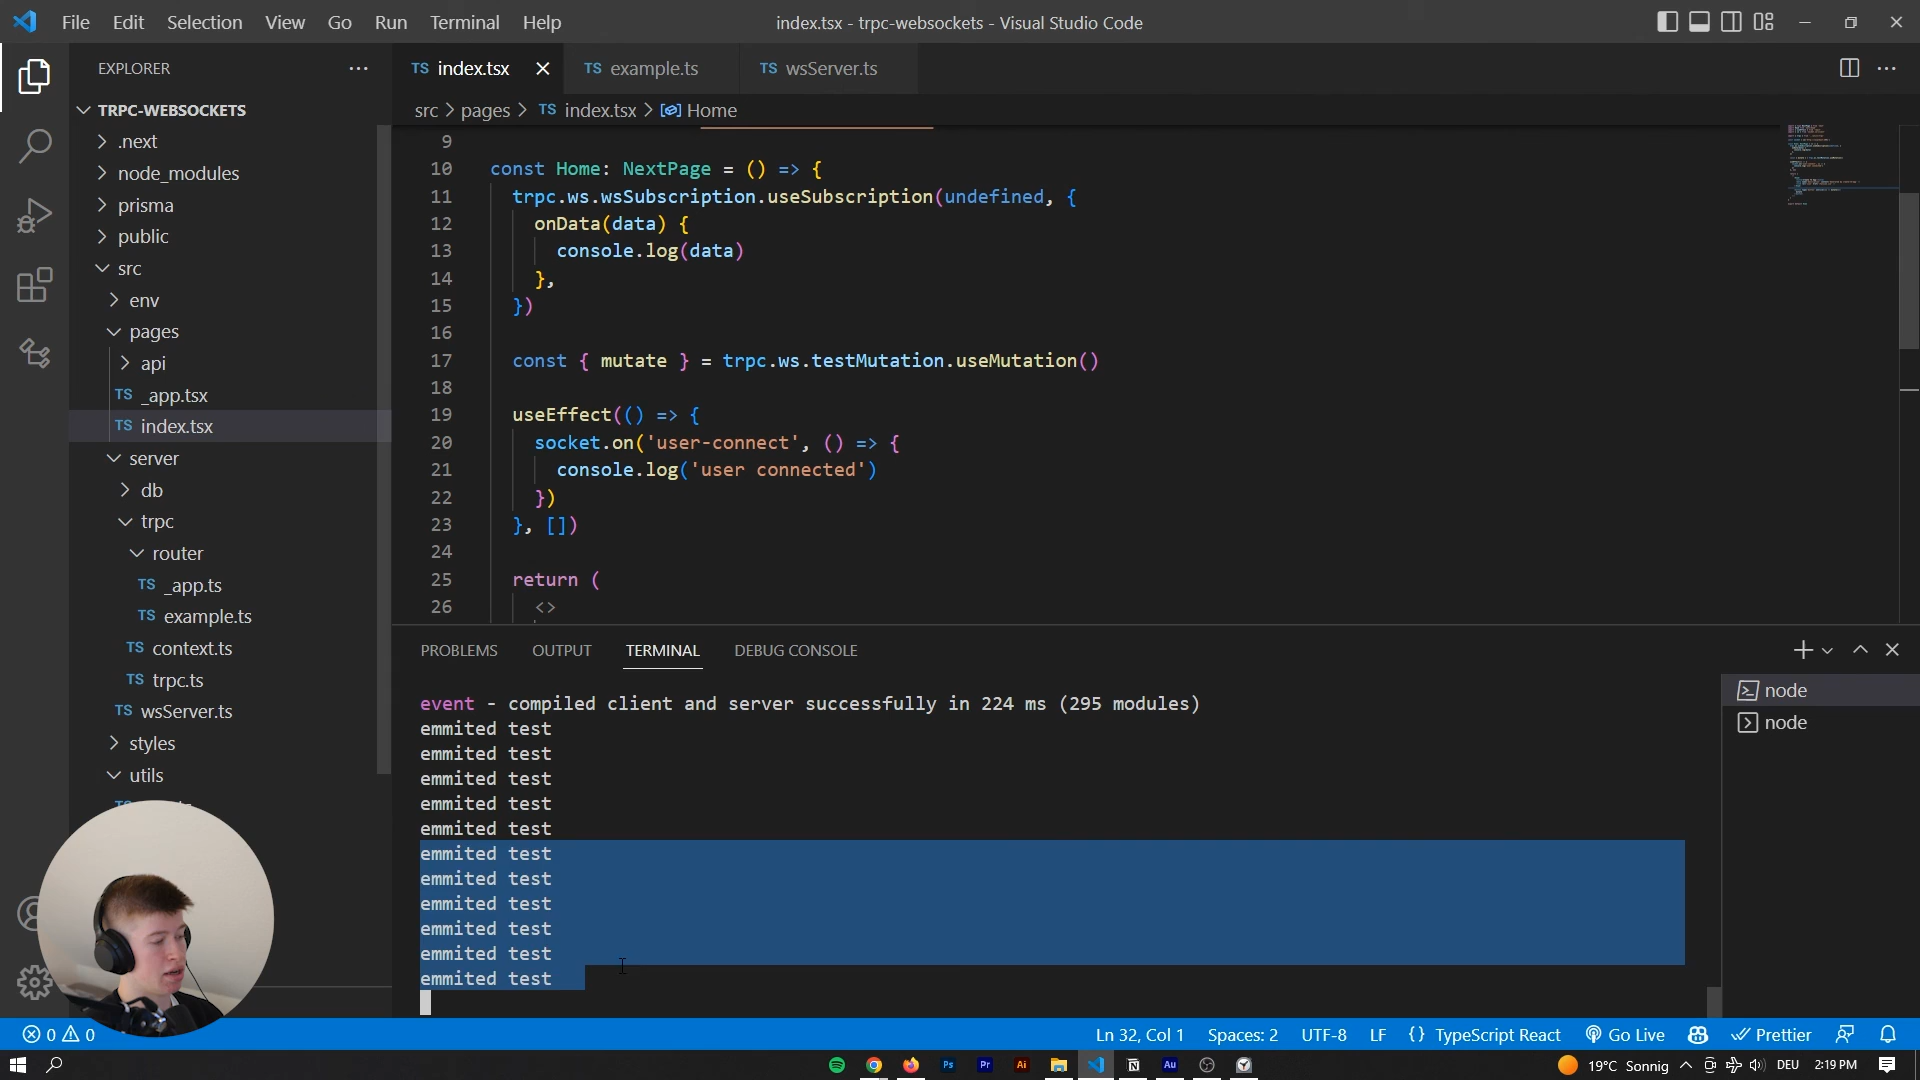 File Edit Selection View Go Run Terminal Help
index.tsx - trpc-websockets - Visual Studio Code
EXPLORER
TS index.tsx
TS example.ts
TS wsServer.ts
TRPC-WEBSOCKETS
src > pages > TS index.tsx > Home
.next
node_modules
prisma
public
src
env
pages
api
TS _app.tsx
TS index.tsx
server
db
trpc
router
TS _app.ts
TS example.ts
TS context.ts
TS trpc.ts
TS wsServer.ts
styles
utils
9
10 const Home: NextPage = () => {
11 trpc.ws.wsSubscription.useSubscription(undefined, {
12 onData(data) {
13 console.log(data)
14 },
15 })
16
17 const { mutate } = trpc.ws.testMutation.useMutation()
18
19 useEffect(() => {
20 socket.on('user-connect', () => {
21 console.log('user connected')
22 })
23 }, [])
24
25 return (
26 <>
PROBLEMS OUTPUT TERMINAL DEBUG CONSOLE
event - compiled client and server successfully in 224 ms (295 modules)
emmited test
emmited test
emmited test
emmited test
emmited test
emmited test
emmited test
emmited test
emmited test
emmited test
emmited test
node
node
0 0
Ln 32, Col 1 Spaces: 2 UTF-8 LF {} TypeScript React Go Live Prettier
Ps Pr Ai N Au
19°C Sonnig DEU 2:19 PM